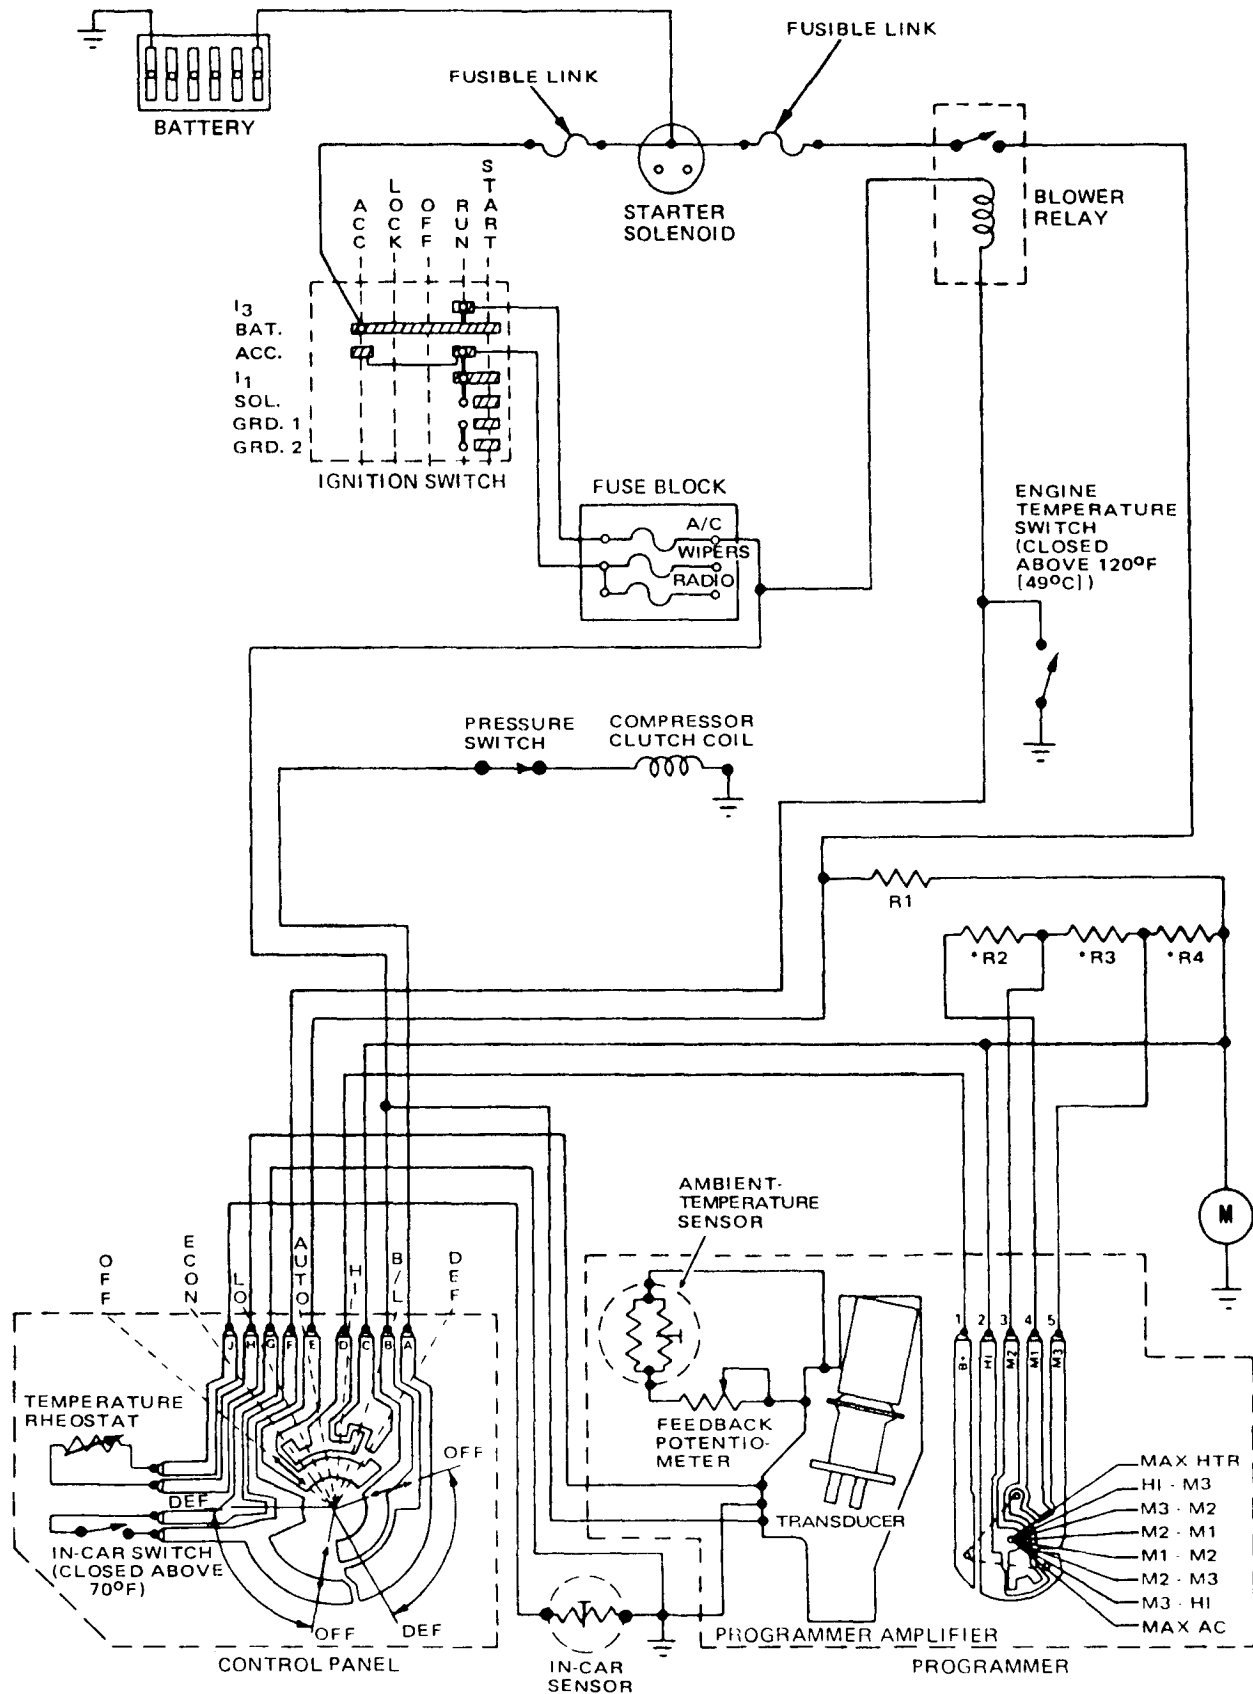 FUSIBLE LINK
FUSIBLE LINK
BATTERY
STARTER
SOLENOID
BLOWER
RELAY
ACC
LOCK
OFF
RUN
START
I3
BAT.
ACC.
I1
SOL.
GRD. 1
GRD. 2
IGNITION SWITCH
FUSE BLOCK
A/C
WIPERS
RADIO
ENGINE
TEMPERATURE
SWITCH
(CLOSED
ABOVE 120ºF
[49ºC])
PRESSURE
SWITCH
COMPRESSOR
CLUTCH COIL
R1
*R2
*R3
*R4
M
AMBIENT-
TEMPERATURE
SENSOR
OFF
ECON
LO
AUTO
HI
B/L
DEF
J
H
G
F
E
D
C
B
A
1
2
3
4
5
B+
HI
M2
M1
M3
TEMPERATURE
RHEOSTAT
OFF
DEF
IN-CAR SWITCH
(CLOSED ABOVE
70ºF)
OFF
DEF
CONTROL PANEL
FEEDBACK
POTENTIO-
METER
TRANSDUCER
MAX HTR
HI - M3
M3 - M2
M2 - M1
M1 - M2
M2 - M3
M3 - HI
MAX AC
PROGRAMMER AMPLIFIER
PROGRAMMER
IN-CAR
SENSOR